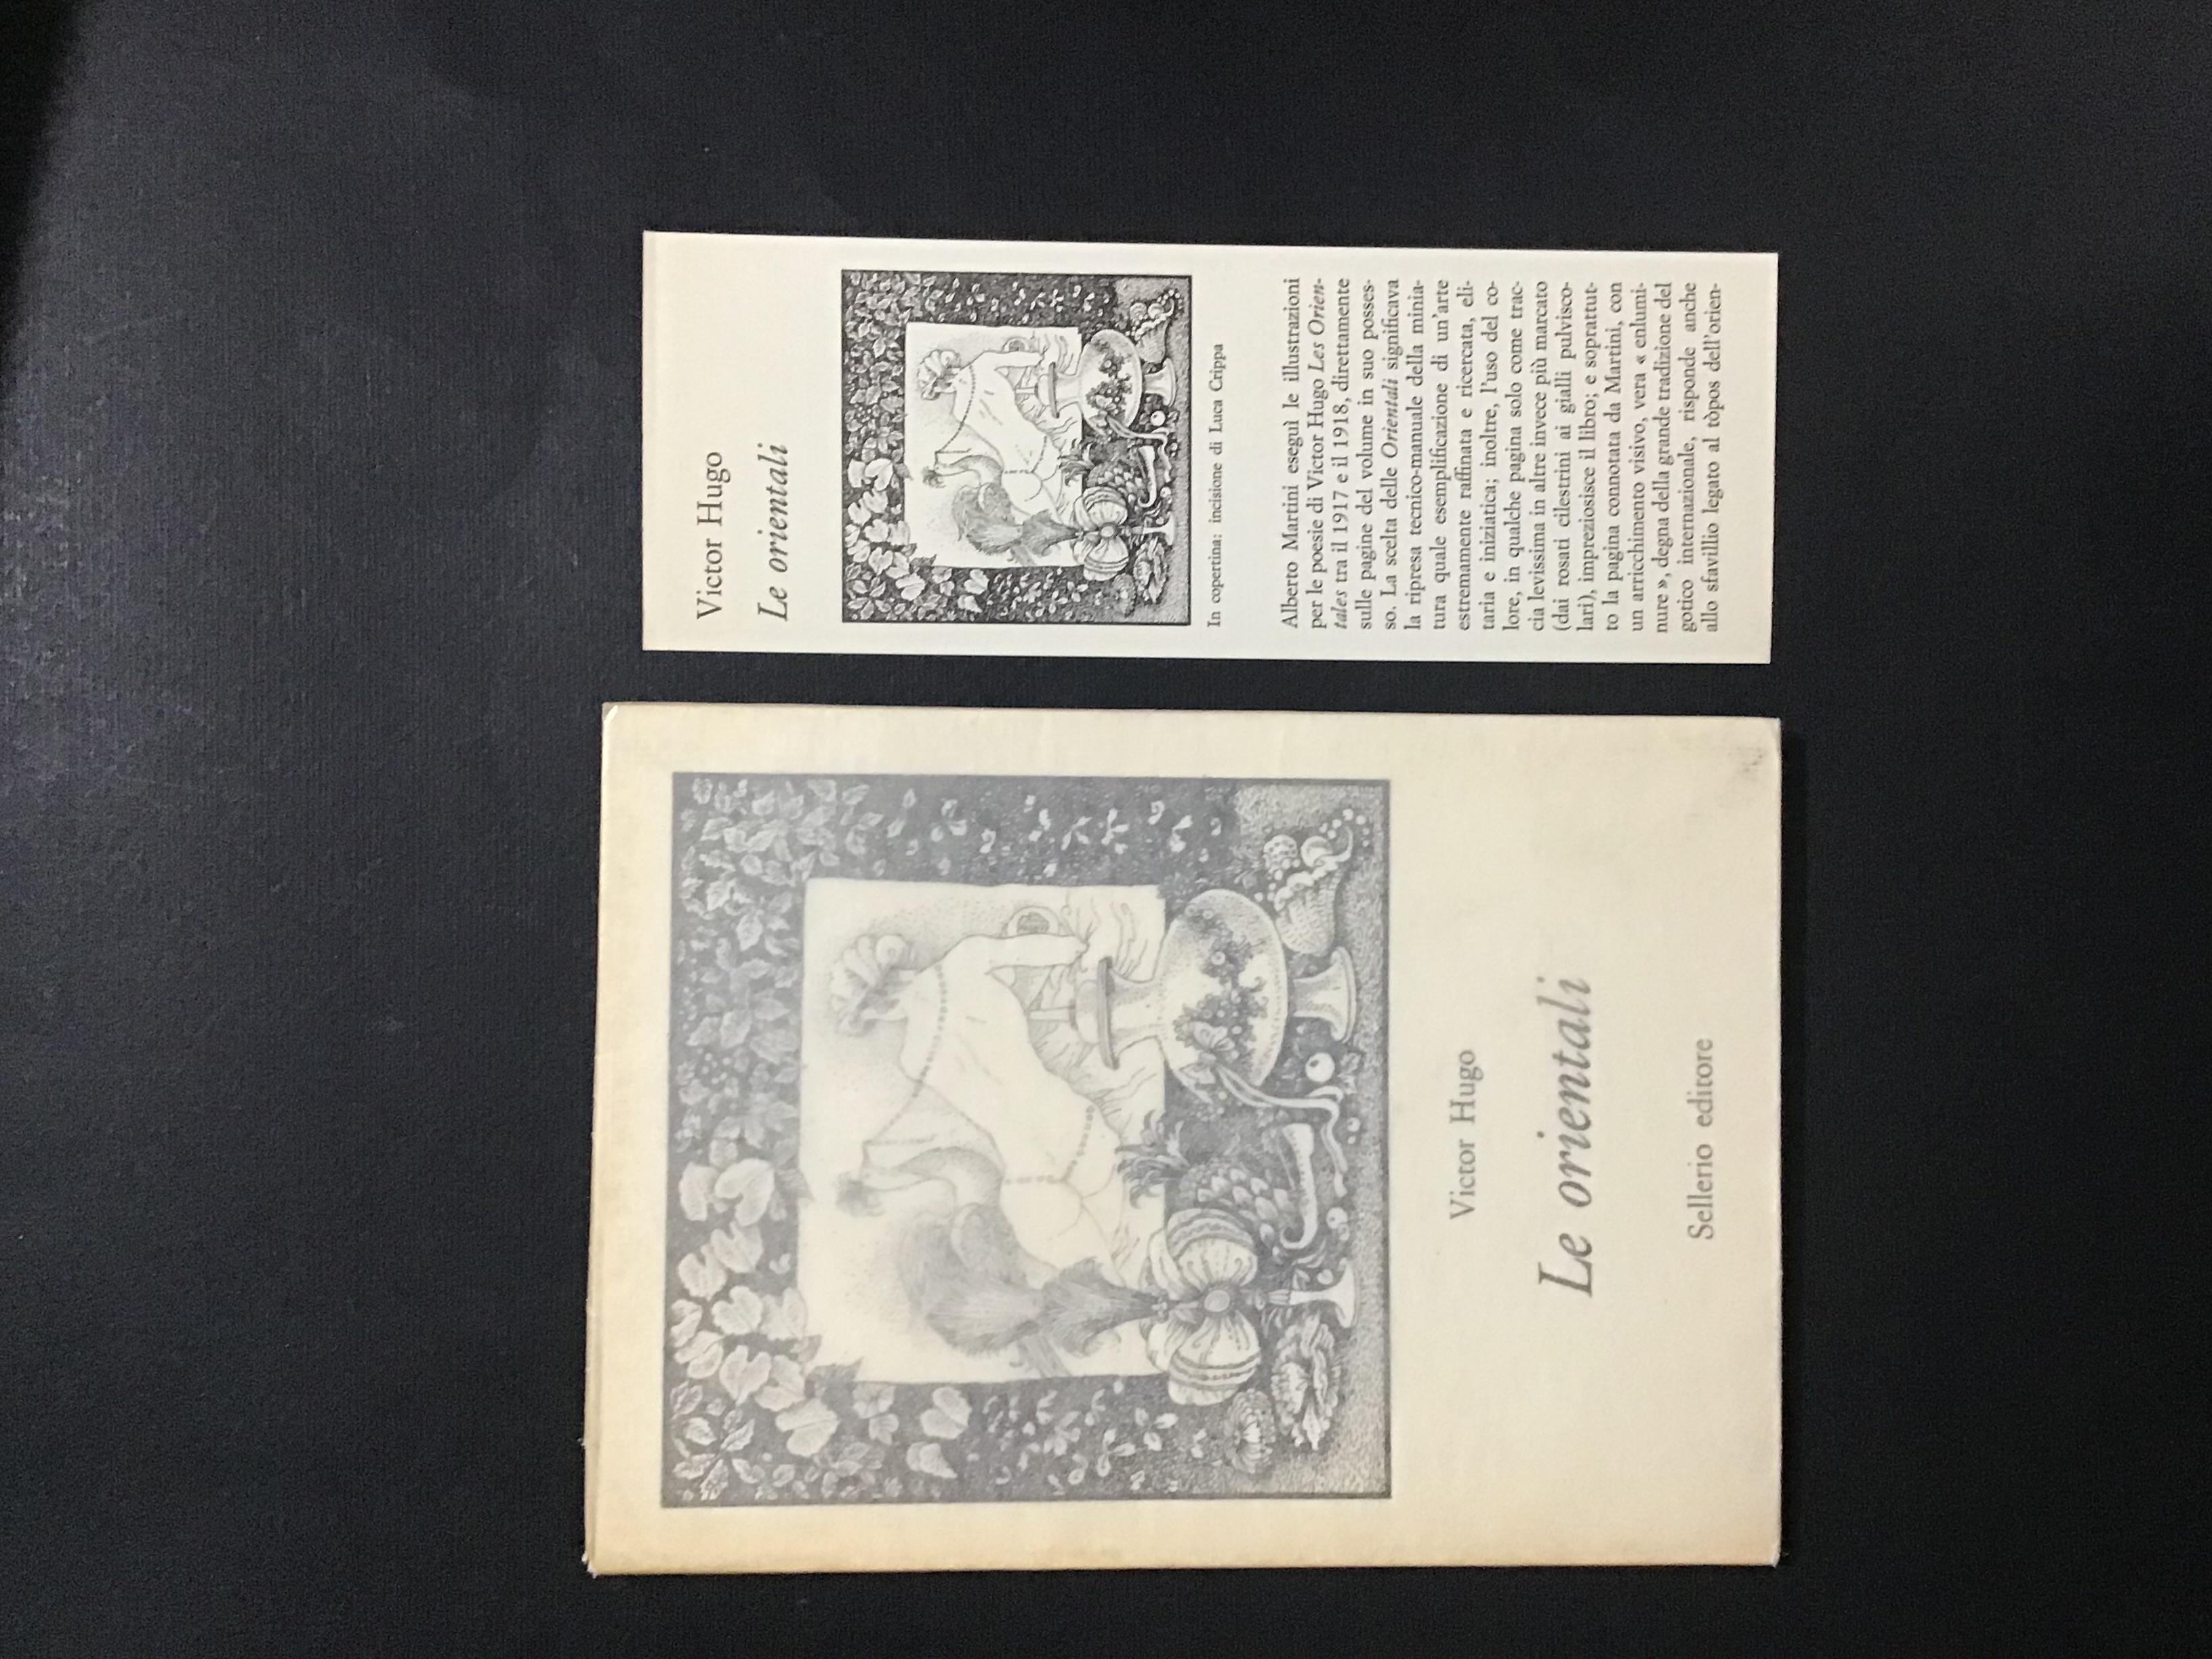 Victor Hugo
Le orientali
Sellerio editore
Victor Hugo
Le orientali
In copertina: incisione di Luca Crippa
Alberto Martini eseguì le illustrazioni
per le poesie di Victor Hugo Les Orien-
tales tra il 1917 e il 1918, direttamente
sulle pagine del volume in suo posses-
so. La scelta delle Orientali significava
la ripresa tecnico-manuale della minia-
tura quale esemplificazione di un'arte
estremamente raffinata e ricercata, eli-
taria e iniziatica; inoltre, l'uso del co-
lore, in qualche pagina solo come trac-
cia levissima in altre invece più marcato
(dai rosati cilestrini ai gialli pulvisco-
lari), impreziosisce il libro; e soprattut-
to la pagina connotata da Martini, con
un arricchimento visivo, vera « enlumi-
nure », degna della grande tradizione del
gotico internazionale, risponde anche
allo sfavillio legato al tòpos dell'orien-